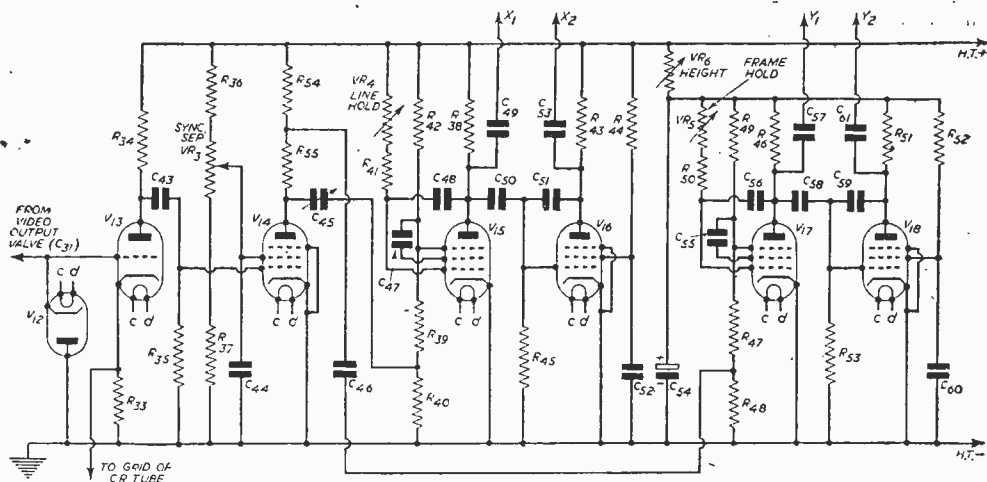 X1
X2
Y1
Y2
H.T.+
R36
R54
VR4
LINE
HOLD
R42
R38
C49
C53
R43
R44
VR6
HEIGHT
FRAME
HOLD
C57
C61
R34
SYNC
SEP
VR3
R55
R41
VR5
R49
R46
R50
R51
R52
C43
C45
C48
C50
C51
C56
C58
C59
V13
V14
V15
V16
V17
V18
FROM
VIDEO
OUTPUT
VALVE (C31)
C47
C55
c d
V12
c d
c d
c d
c d
c d
c d
R35
R37
R39
R45
R47
R53
R33
C44
C46
R40
C52
+
C54
-
R48
C60
TO GRID OF
CR TUBE
H.T.-